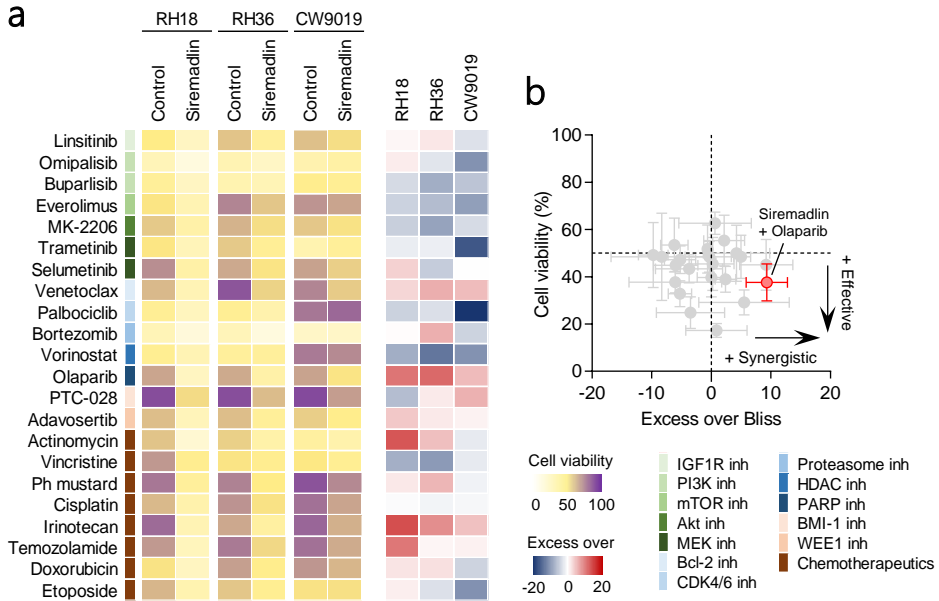 a
RH18 RH36 CW9019
Control Siremadlin Control Siremadlin Control Siremadlin RH18 RH36 CW9019
Linsitinib
Omipalisib
Buparlisib
Everolimus
MK-2206
Trametinib
Selumetinib
Venetoclax
Palbociclib
Bortezomib
Vorinostat
Olaparib
PTC-028
Adavosertib
Actinomycin
Vincristine
Ph mustard
Cisplatin
Irinotecan
Temozolamide
Doxorubicin
Etoposide
b
Cell viability (%)
100
80
60
40
20
0
Siremadlin
+ Olaparib
+ Effective
+ Synergistic
-20 -10 0 10 20
Excess over Bliss
Cell viability
0 50 100
Excess over
-20 0 20
IGF1R inh
PI3K inh
mTOR inh
Akt inh
MEK inh
Bcl-2 inh
CDK4/6 inh
Proteasome inh
HDAC inh
PARP inh
BMI-1 inh
WEE1 inh
Chemotherapeutics